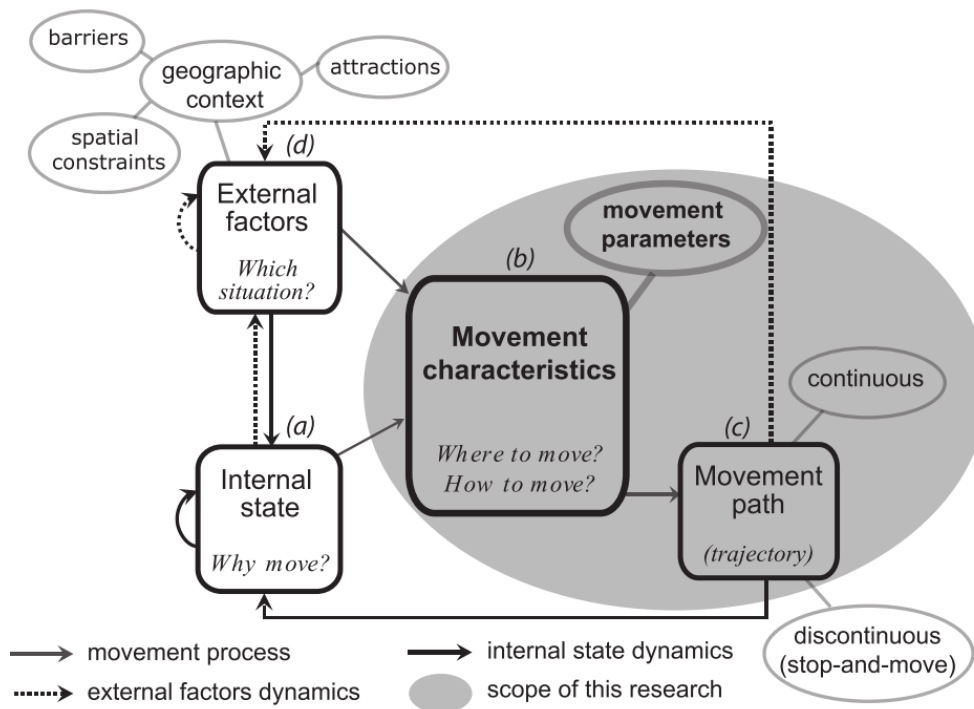 barriers
geographic
context
attractions
spatial
constraints
(d)
External
factors
Which
situation?
movement
parameters
(b)
Movement
characteristics
Where to move?
How to move?
continuous
(a)
Internal
state
Why move?
(c)
Movement
path
(trajectory)
discontinuous
(stop-and-move)
movement process
internal state dynamics
external factors dynamics
scope of this research